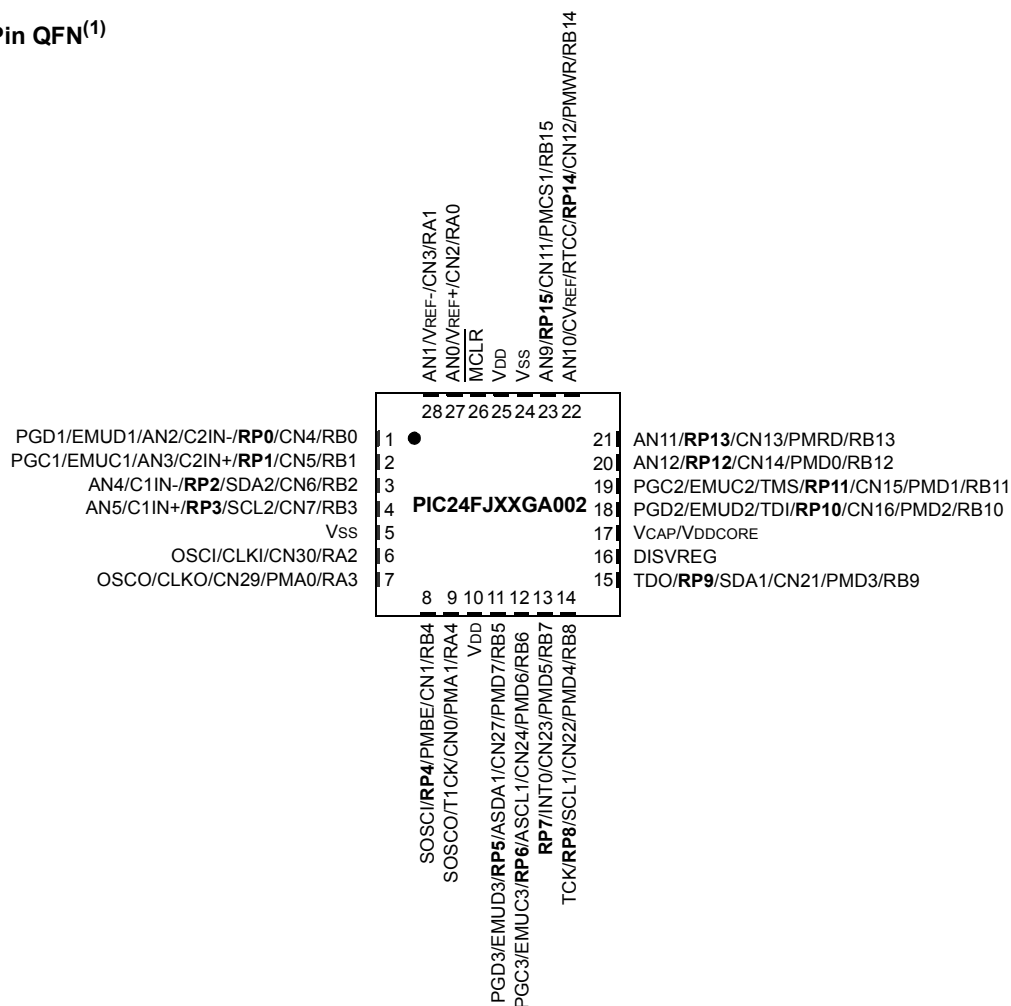 Pin QFN(1)
AN1/VREF-/CN3/RA1
AN0/VREF+/CN2/RA0
MCLR
VDD
VSS
AN9/RP15/CN11/PMCS1/RB15
AN10/CVREF/RTCC/RP14/CN12/PMWR/RB14
28 27 26 25 24 23 22
PGD1/EMUD1/AN2/C2IN-/RP0/CN4/RB0 1
PGC1/EMUC1/AN3/C2IN+/RP1/CN5/RB1 2
AN4/C1IN-/RP2/SDA2/CN6/RB2 3
AN5/C1IN+/RP3/SCL2/CN7/RB3 4
VSS 5
OSCI/CLKI/CN30/RA2 6
OSCO/CLKO/CN29/PMA0/RA3 7
PIC24FJXXGA002
21 AN11/RP13/CN13/PMRD/RB13
20 AN12/RP12/CN14/PMD0/RB12
19 PGC2/EMUC2/TMS/RP11/CN15/PMD1/RB11
18 PGD2/EMUD2/TDI/RP10/CN16/PMD2/RB10
17 VCAP/VDDCORE
16 DISVREG
15 TDO/RP9/SDA1/CN21/PMD3/RB9
8 9 10 11 12 13 14
SOSCI/RP4/PMBE/CN1/RB4
SOSCO/T1CK/CN0/PMA1/RA4
VDD
PGD3/EMUD3/RP5/ASDA1/CN27/PMD7/RB5
PGC3/EMUC3/RP6/ASCL1/CN24/PMD6/RB6
RP7/INT0/CN23/PMD5/RB7
TCK/RP8/SCL1/CN22/PMD4/RB8